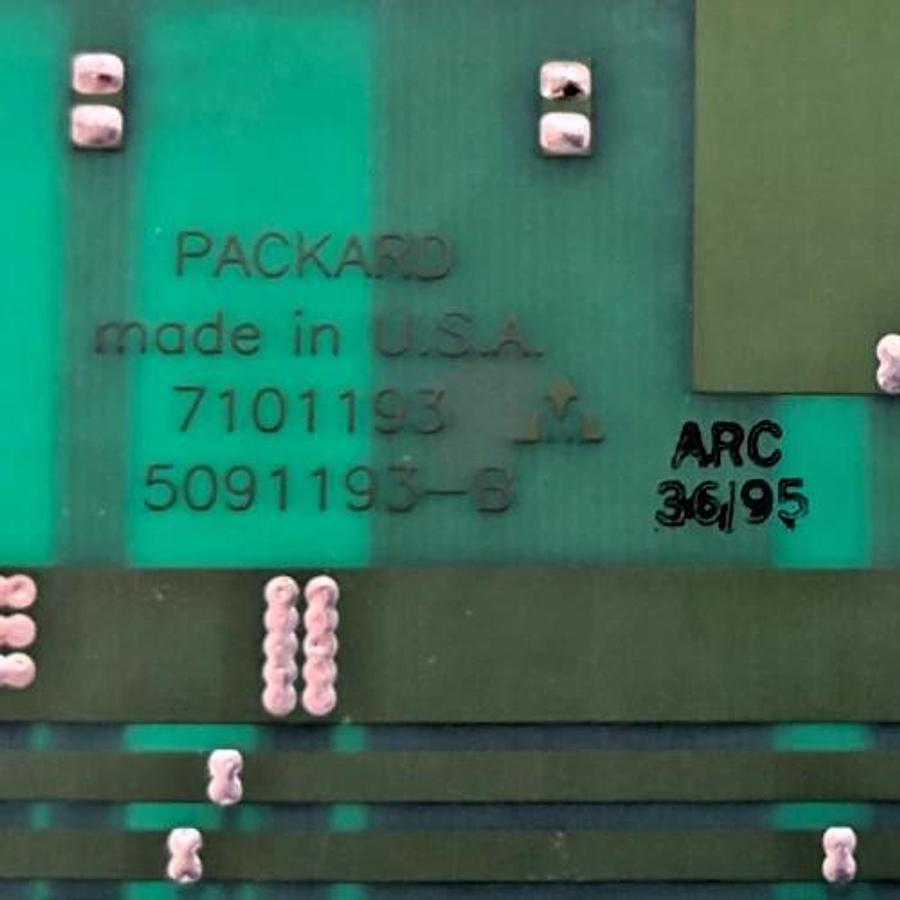 PACKARD
made in U.S.A.
7101193
5091193-B
ARC
36/95